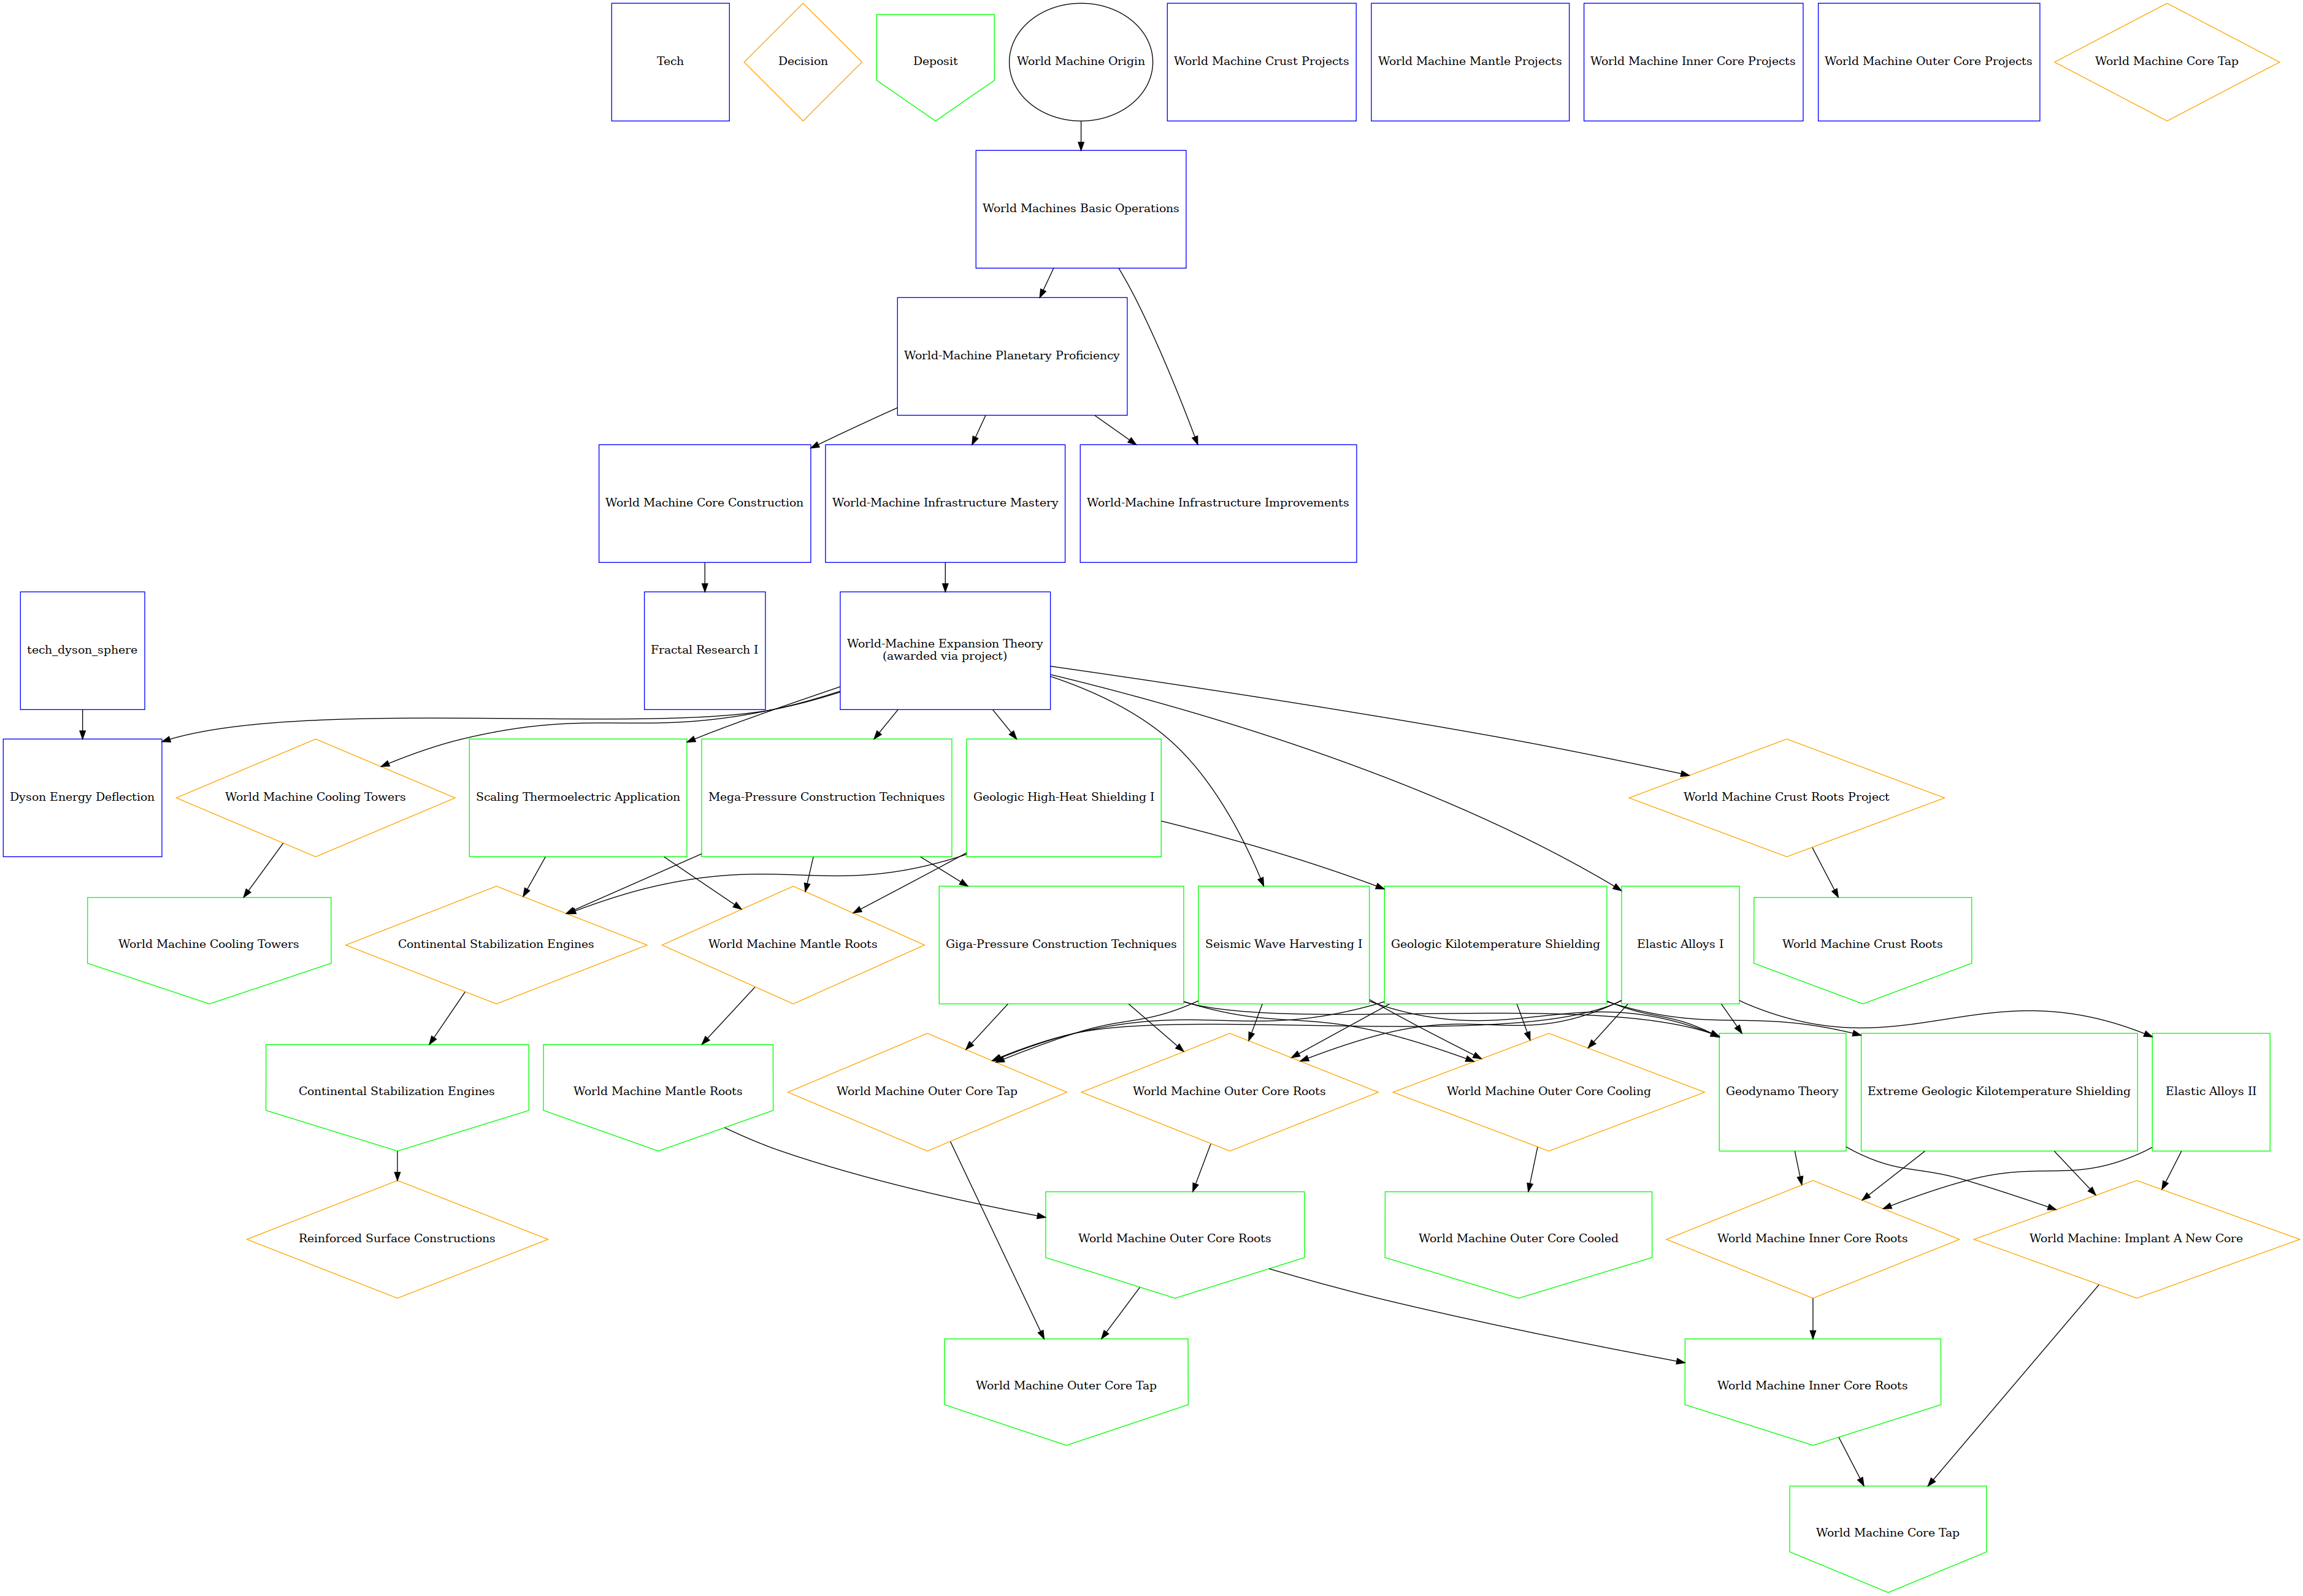 Tech
Decision
Deposit
World Machine Origin
World Machine Crust Projects
World Machine Mantle Projects
World Machine Inner Core Projects
World Machine Outer Core Projects
World Machine Core Tap
World Machines Basic Operations
World-Machine Planetary Proficiency
World Machine Core Construction
World-Machine Infrastructure Mastery
World-Machine Infrastructure Improvements
tech_dyson_sphere
Fractal Research I
World-Machine Expansion Theory
(awarded via project)
Dyson Energy Deflection
World Machine Cooling Towers
Scaling Thermoelectric Application
Mega-Pressure Construction Techniques
Geologic High-Heat Shielding I
World Machine Crust Roots Project
World Machine Cooling Towers
Continental Stabilization Engines
World Machine Mantle Roots
Giga-Pressure Construction Techniques
Seismic Wave Harvesting I
Geologic Kilotemperature Shielding
Elastic Alloys I
World Machine Crust Roots
Continental Stabilization Engines
World Machine Mantle Roots
World Machine Outer Core Tap
World Machine Outer Core Roots
World Machine Outer Core Cooling
Geodynamo Theory
Extreme Geologic Kilotemperature Shielding
Elastic Alloys II
Reinforced Surface Constructions
World Machine Outer Core Roots
World Machine Outer Core Cooled
World Machine Inner Core Roots
World Machine: Implant A New Core
World Machine Outer Core Tap
World Machine Inner Core Roots
World Machine Core Tap